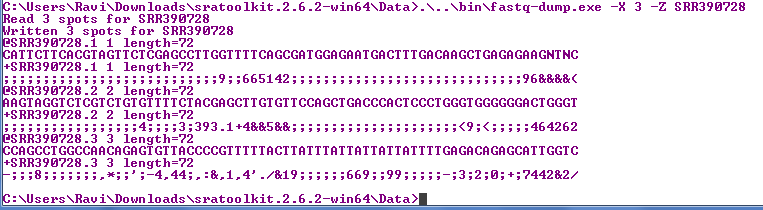 C:\Users\Ravi\Downloads\sratoolkit.2.6.2-win64\Data>.\..\bin\fastq-dump.exe -X 3 -Z SRR390728
Read 3 spots for SRR390728
Written 3 spots for SRR390728
@SRR390728.1 1 length=72
CATTCTTCACGTAGTTCTCGAGCCTTGGTTTTCAGCGATGGAGAATGACTTTGACAAGCTGAGAGAAGNTNC
+SRR390728.1 1 length=72
;;;;;;;;;;;;;;;;;;;;;;;;;;;9;;665142;;;;;;;;;;;;;;;;;;;;;;;;;;;;;96&&&&(
@SRR390728.2 2 length=72
AAGTAGGTCTCGTCTGTGTTTTCTACGAGCTTGTGTTCCAGCTGACCCACTCCCTGGGTGGGGGGACTGGGT
+SRR390728.2 2 length=72
;;;;;;;;;;;;;;;;;4;;;;3;393.1+4&&5&&;;;;;;;;;;;;;;;;;;;;;<9;<;;;;;464262
@SRR390728.3 3 length=72
CCAGCCTGGCCAACAGAGTGTTACCCCGTTTTTACTTATTTATTATTATTATTTTGAGACAGAGCATTGGTC
+SRR390728.3 3 length=72
-;;;8;;;;;;;,*;;';-4,44;,:&,1,4'./&19;;;;;;669;;99;;;;;-;3;2;0;+;7442&2/
C:\Users\Ravi\Downloads\sratoolkit.2.6.2-win64\Data>